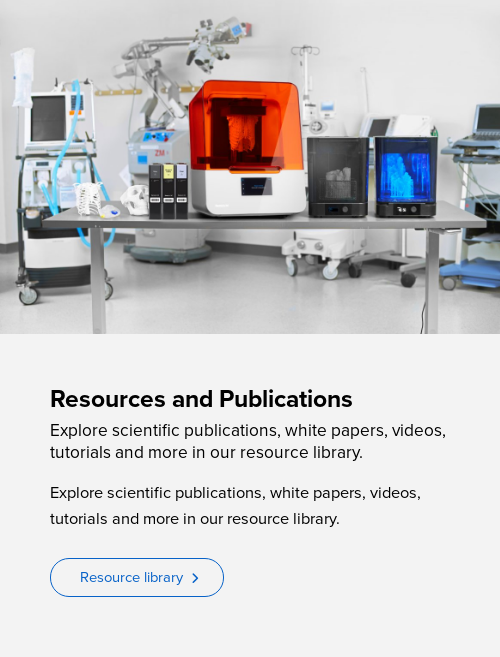 Resources and Publications
Explore scientific publications, white papers, videos,
tutorials and more in our resource library.
Explore scientific publications, white papers, videos,
tutorials and more in our resource library.
Resource library